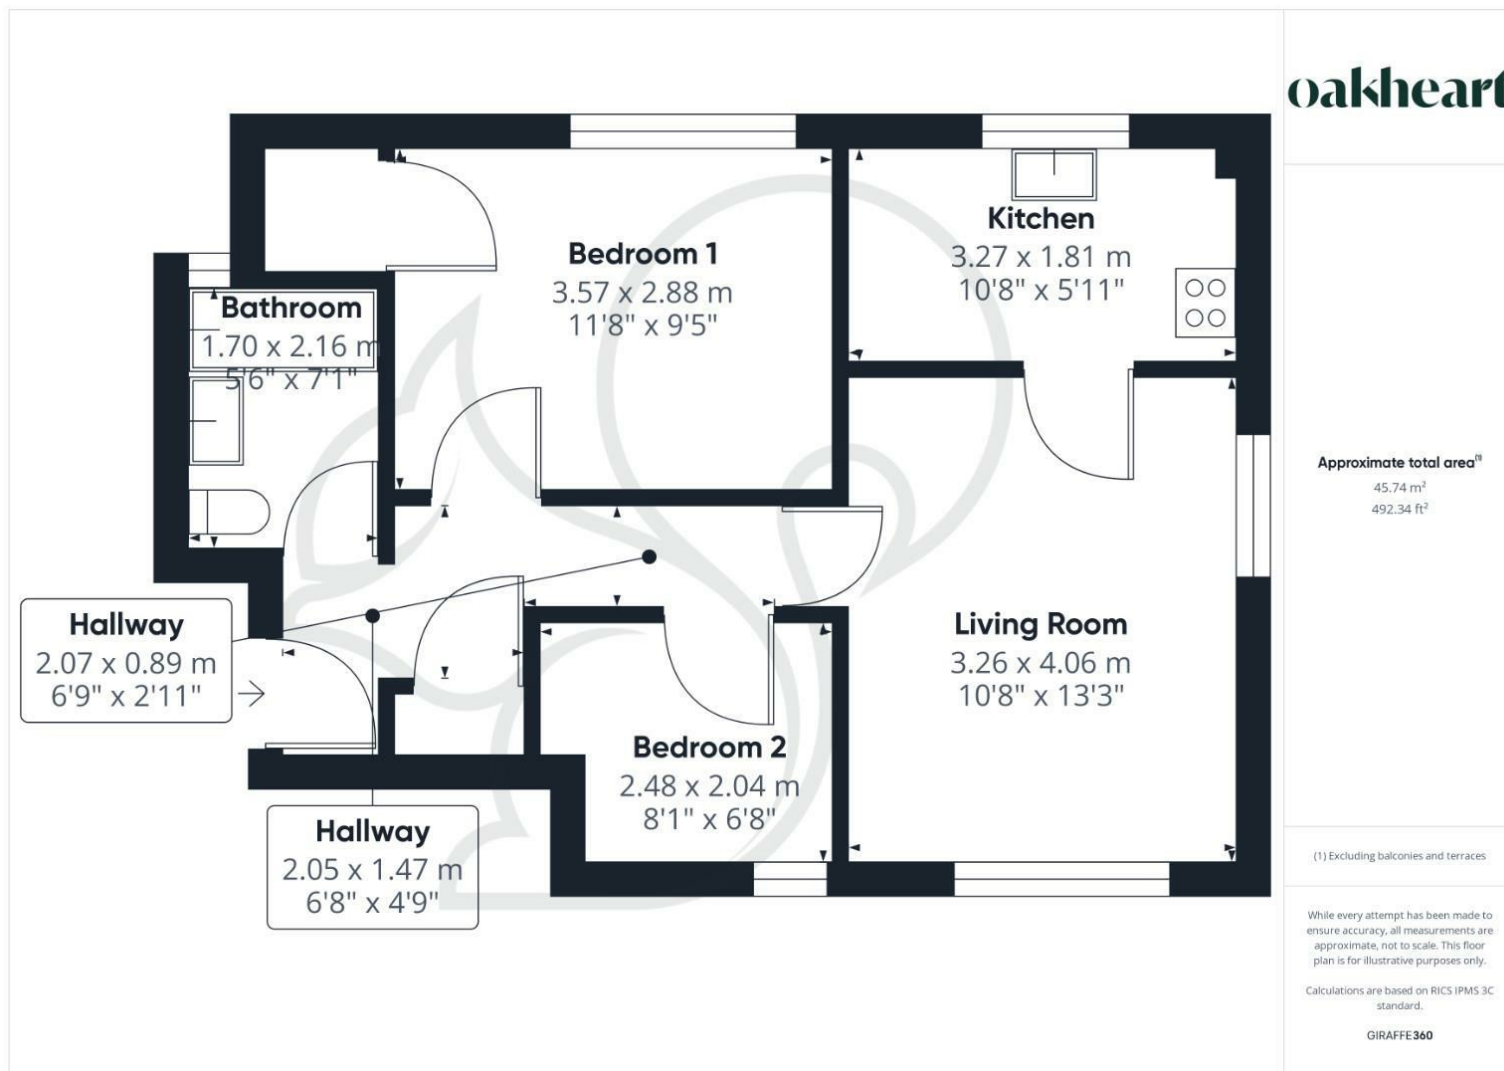 oakheart
Kitchen
3.27 x 1.81 m
10'8" x 5'11"
Bedroom 1
3.57 x 2.88 m
11'8" x 9'5"
Bathroom
1.70 x 2.16 m
5'6" x 7'1"
Hallway
2.07 x 0.89 m
6'9" x 2'11"
Living Room
3.26 x 4.06 m
10'8" x 13'3"
Bedroom 2
2.48 x 2.04 m
8'1" x 6'8"
Hallway
2.05 x 1.47 m
6'8" x 4'9"
Approximate total area⁽¹⁾
45.74 m²
492.34 ft²
(1) Excluding balconies and terraces
While every attempt has been made to
ensure accuracy, all measurements are
approximate, not to scale. This floor
plan is for illustrative purposes only.
Calculations are based on RICS IPMS 3C
standard.
GIRAFFE360